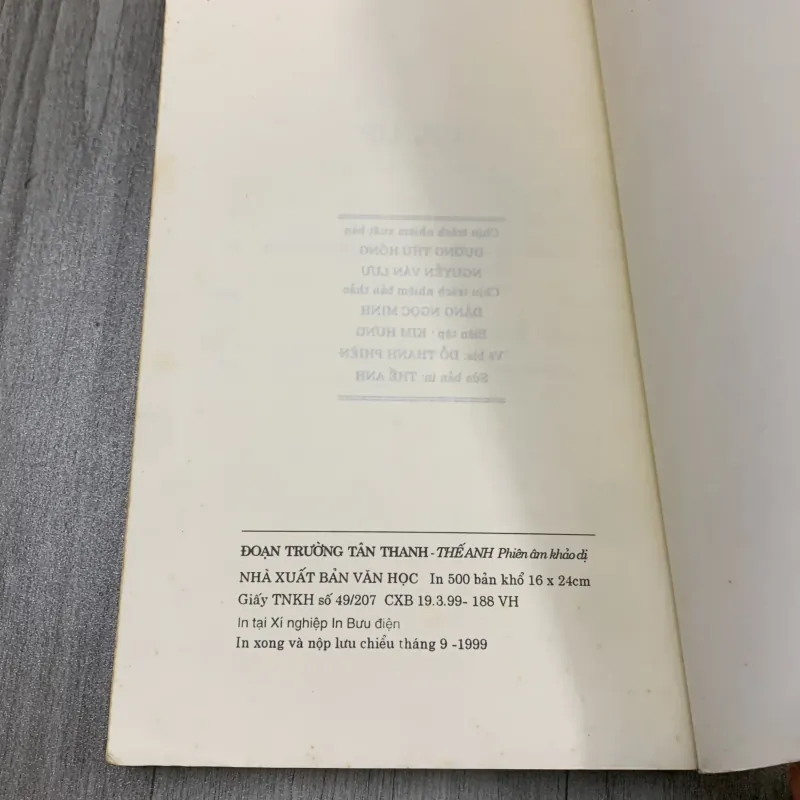 Chịu trách nhiệm xuất bản
DƯƠNG THU HỒNG
NGUYỄN VĂN LƯU
Chịu trách nhiệm bản thảo
ĐẶNG NGỌC MINH
Biên tập: KIM HƯNG
Vẽ bìa: ĐỖ THANH PHIÊN
Sửa bản in: THẾ ANH
ĐOẠN TRƯỜNG TÂN THANH - THẾ ANH Phiên âm khảo dị
NHÀ XUẤT BẢN VĂN HỌC In 500 bản khổ 16 x 24cm
Giấy TNKH số 49/207 CXB 19.3.99- 188 VH
In tại Xí nghiệp In Bưu điện
In xong và nộp lưu chiểu tháng 9 -1999